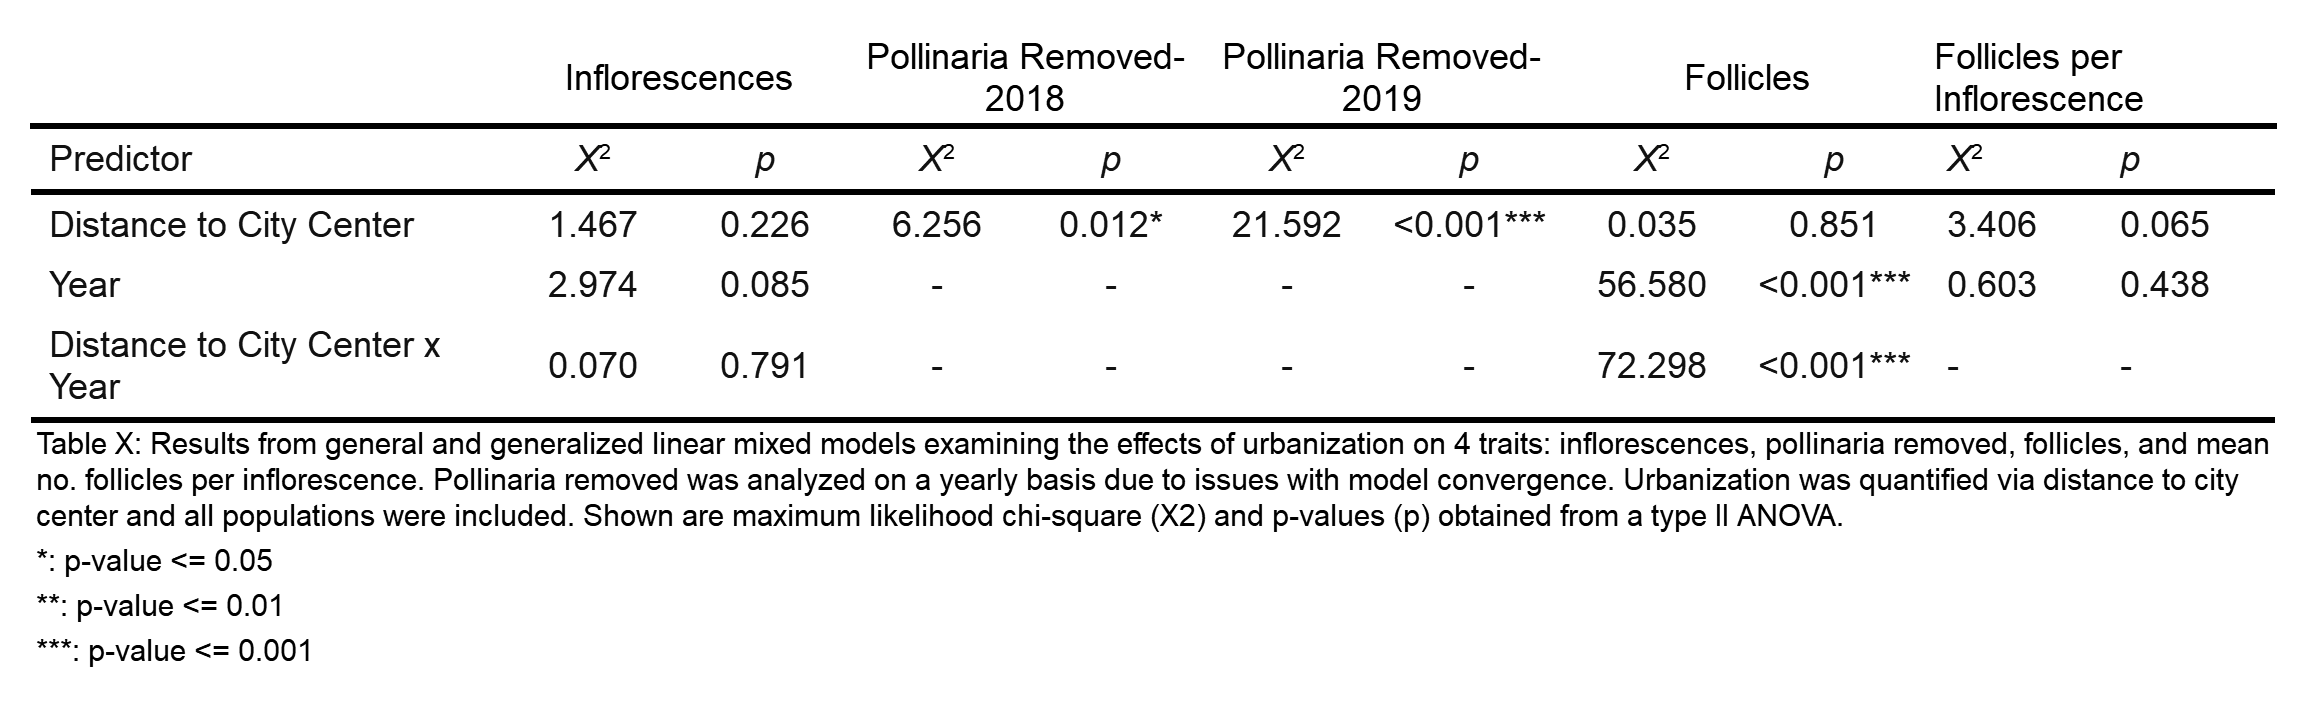 Inflorescences Pollinaria Removed- Pollinaria Removed- Follicles Follicles per
2018 2019 Inflorescence
Predictor X² p X² p X² p X² p X² p
Distance to City Center 1.467 0.226 6.256 0.012* 21.592 <0.001*** 0.035 0.851 3.406 0.065
Year 2.974 0.085 - - - - 56.580 <0.001*** 0.603 0.438
Distance to City Center x
Year 0.070 0.791 - - - - 72.298 <0.001*** - -
Table X: Results from general and generalized linear mixed models examining the effects of urbanization on 4 traits: inflorescences, pollinaria removed, follicles, and mean
no. follicles per inflorescence. Pollinaria removed was analyzed on a yearly basis due to issues with model convergence. Urbanization was quantified via distance to city
center and all populations were included. Shown are maximum likelihood chi-square (X2) and p-values (p) obtained from a type II ANOVA.
*: p-value <= 0.05
**: p-value <= 0.01
***: p-value <= 0.001